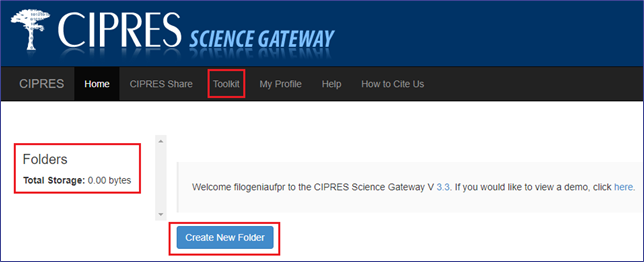 CIPRES SCIENCE GATEWAY
CIPRES Home CIPRES Share Toolkit My Profile Help How to Cite Us
Folders
Total Storage: 0.00 bytes
Welcome filogeniaufpr to the CIPRES Science Gateway V 3.3. If you would like to view a demo, click here.
Create New Folder